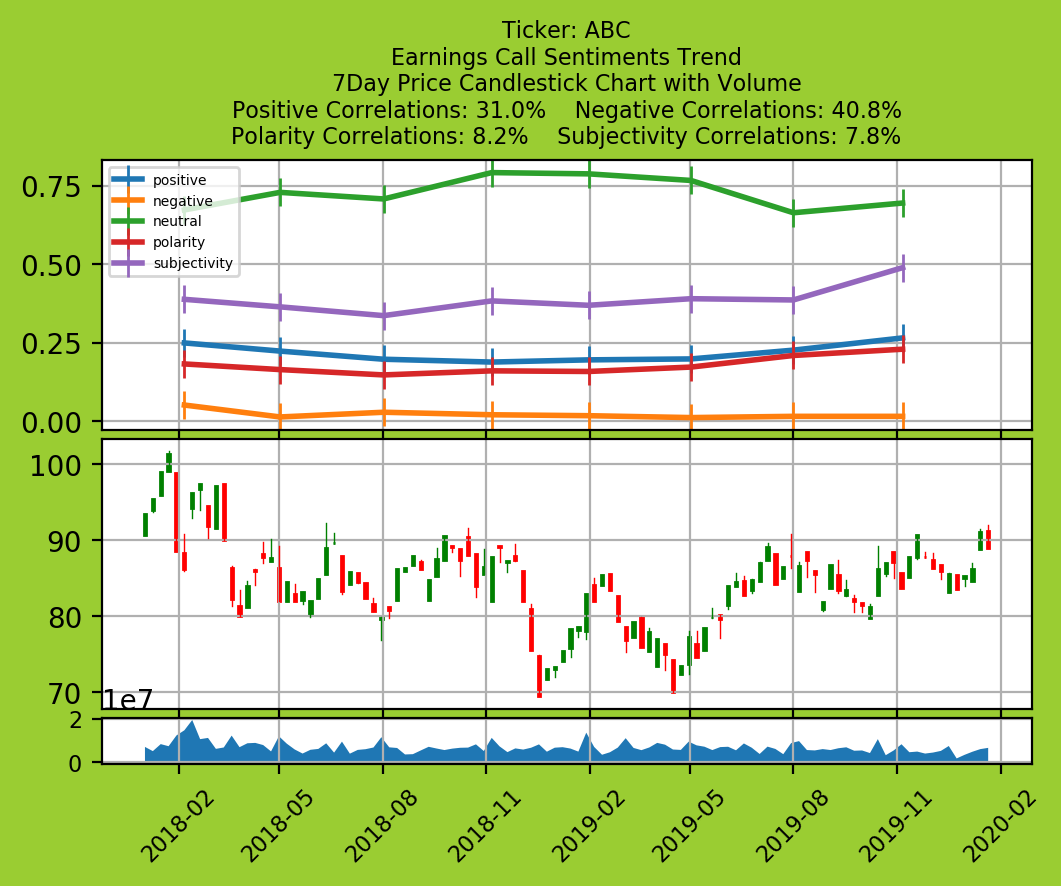 Ticker: ABC
Earnings Call Sentiments Trend
7Day Price Candlestick Chart with Volume
Positive Correlations: 31.0%    Negative Correlations: 40.8%
Polarity Correlations: 8.2%    Subjectivity Correlations: 7.8%
positive
negative
neutral
polarity
subjectivity
0.75
0.50
0.25
0.00
100
90
80
70
1e7
2
0
2018-02
2018-05
2018-08
2018-11
2019-02
2019-05
2019-08
2019-11
2020-02